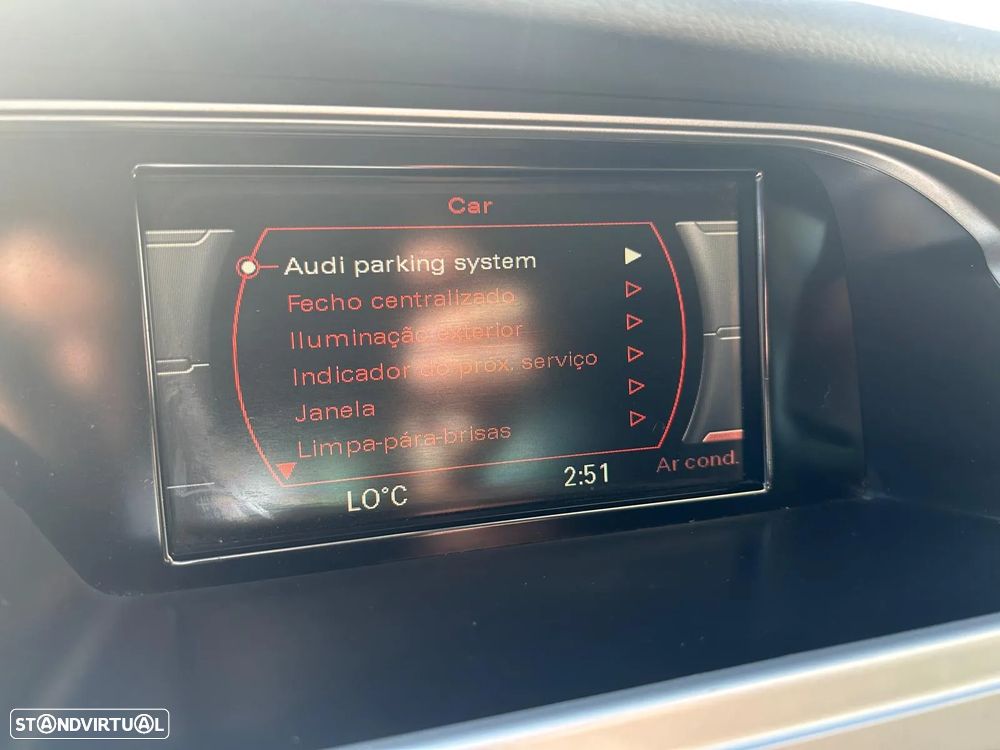 Car
Audi parking system
Fecho centralizado
Iluminação exterior
Indicador do próx. serviço
Janela
Limpa-pára-brisas
Ar cond.
LO°C 2:51
STANDVIRTUAL